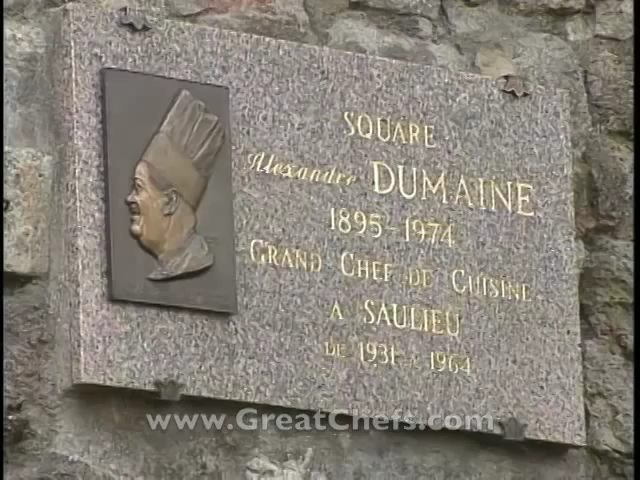 SQUARE
Alexandre DUMAINE
1895-1974
GRAND CHEF DE CUISINE
A SAULIEU
DE 1931 A 1964
www.GreatChefs.com